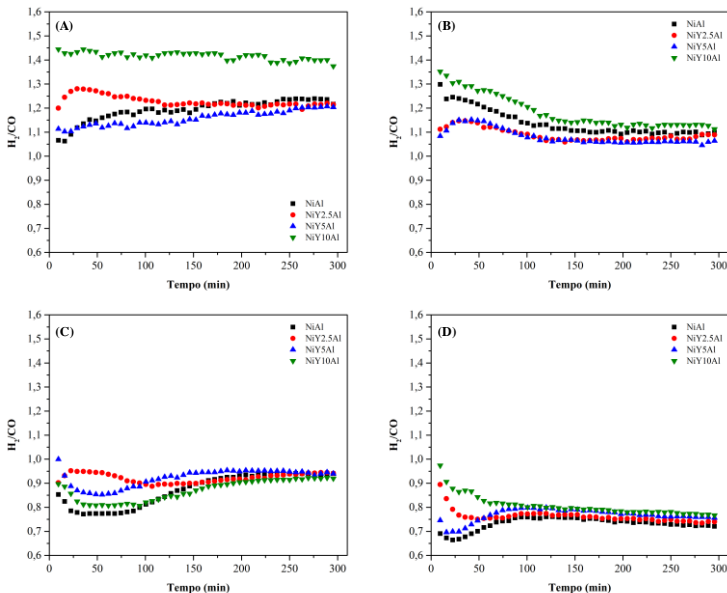 (A)
H₂/CO
1,6
1,5
1,4
1,3
1,2
1,1
1,0
0,9
0,8
0,7
0,6
NiAl
NiY2.5Al
NiY5Al
NiY10Al
0 50 100 150 200 250 300
Tempo (min)
(B)
H₂/CO
1,6
1,5
1,4
1,3
1,2
1,1
1,0
0,9
0,8
0,7
0,6
NiAl
NiY2.5Al
NiY5Al
NiY10Al
0 50 100 150 200 250 300
Tempo (min)
(C)
H₂/CO
1,6
1,5
1,4
1,3
1,2
1,1
1,0
0,9
0,8
0,7
0,6
NiAl
NiY2.5Al
NiY5Al
NiY10Al
0 50 100 150 200 250 300
Tempo (min)
(D)
H₂/CO
1,6
1,5
1,4
1,3
1,2
1,1
1,0
0,9
0,8
0,7
0,6
NiAl
NiY2.5Al
NiY5Al
NiY10Al
0 50 100 150 200 250 300
Tempo (min)